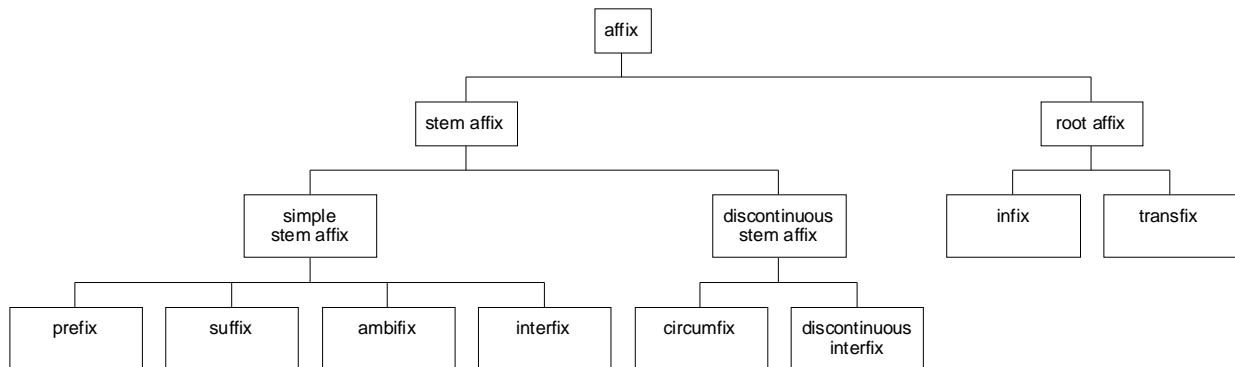 affix
stem affix
root affix
simple
stem affix
discontinuous
stem affix
infix
transfix
prefix
suffix
ambifix
interfix
circumfix
discontinuous
interfix